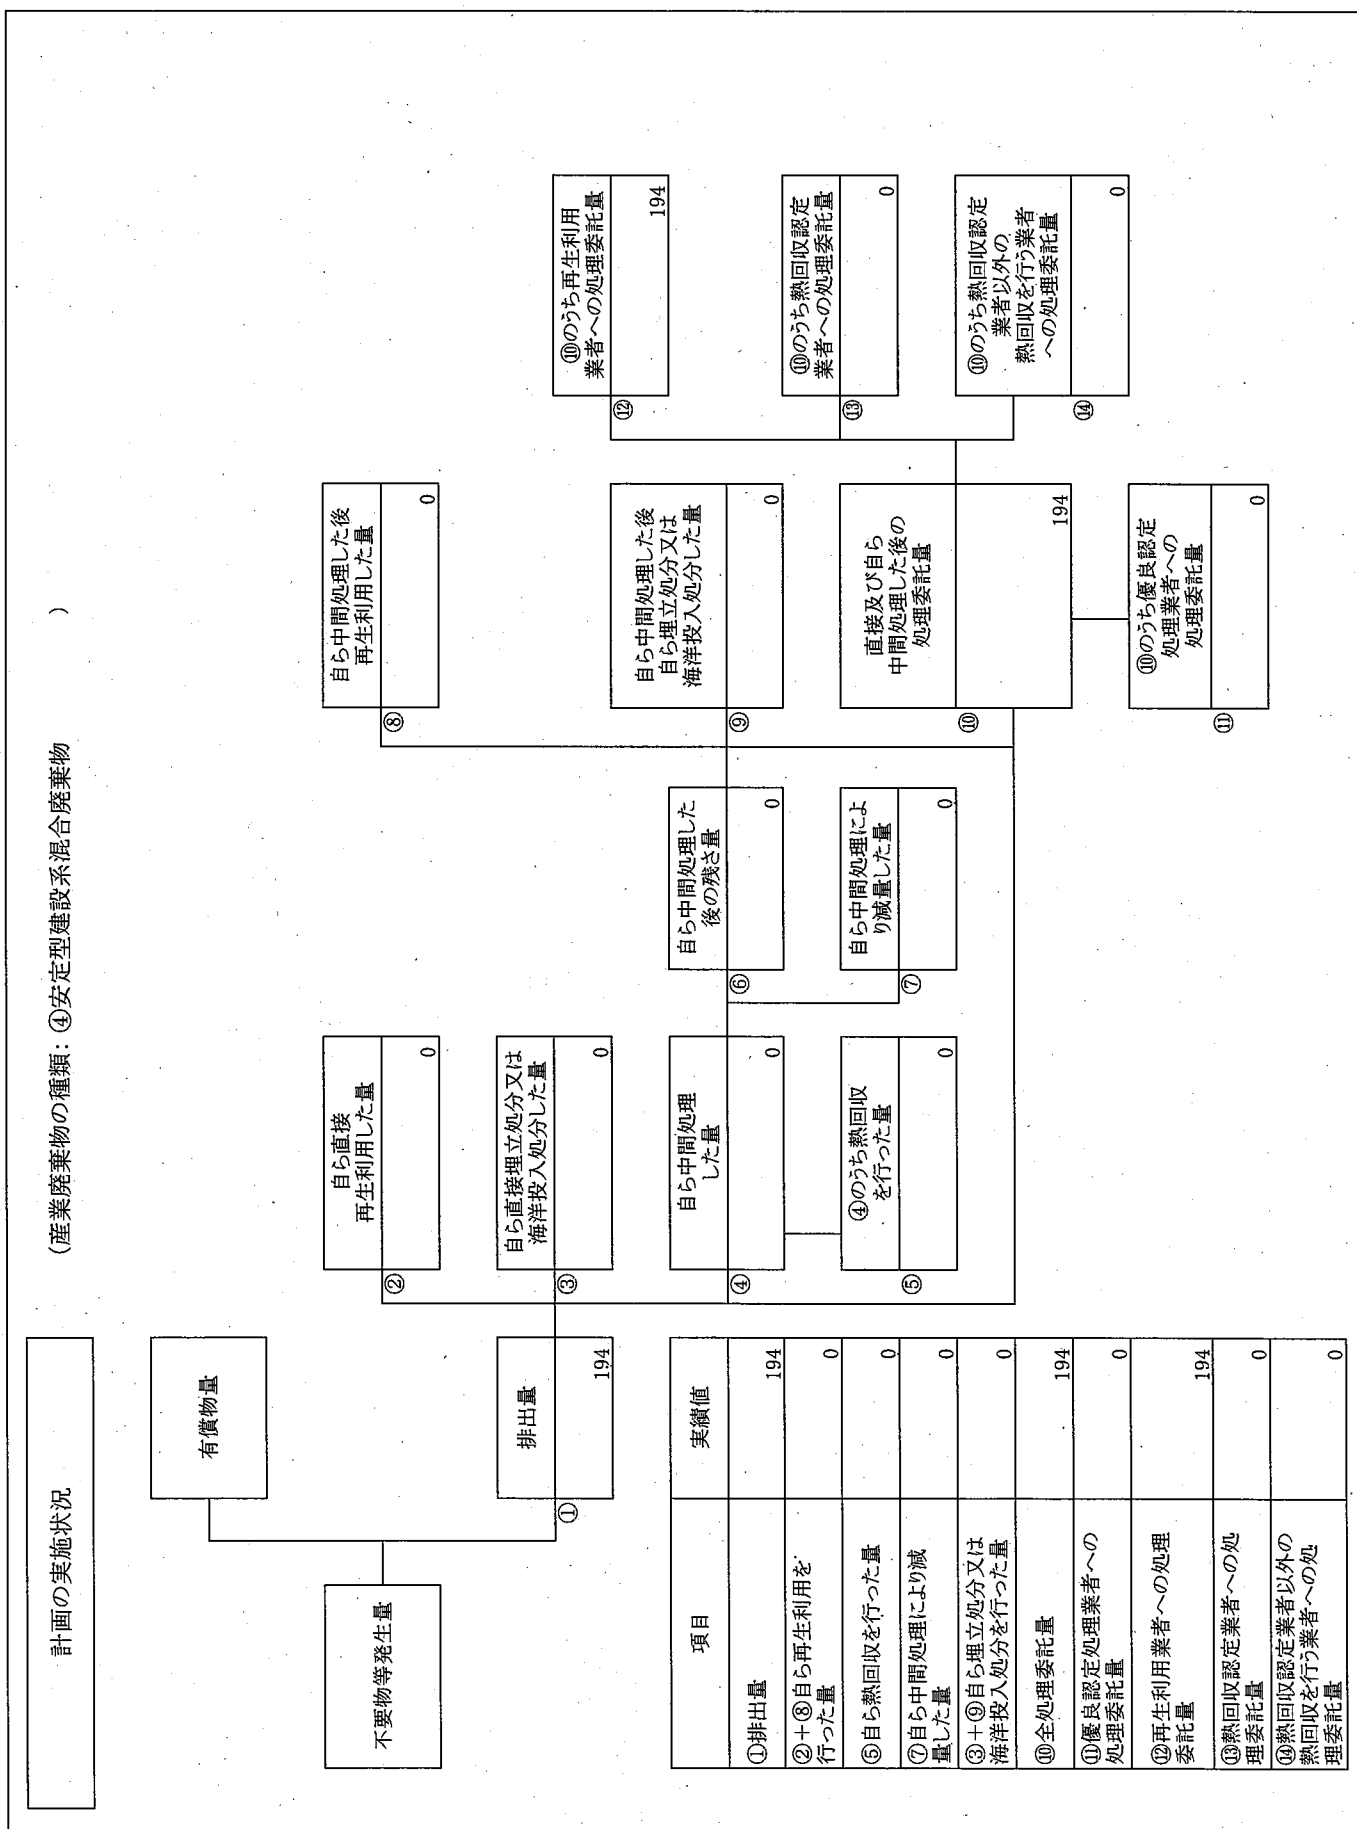 計画の実施状況
(産業廃棄物の種類：④安定型建設系混合廃棄物　　　)
不要物等発生量
有償物量
①
排出量
194
②
自ら直接
再生利用した量
0
③
自ら直接埋立処分又は
海洋投入処分した量
0
④
自ら中間処理
した量
0
⑤
④のうち熱回収
を行った量
0
⑥
自ら中間処理した
後の残さ量
0
⑦
自ら中間処理によ
り減量した量
0
⑧
自ら中間処理した後
再生利用した量
0
⑨
自ら中間処理した後
自ら埋立処分又は
海洋投入処分した量
0
⑩
直接及び自ら
中間処理した後の
処理委託量
194
⑪
⑩のうち優良認定
処理業者への
処理委託量
0
⑫
⑩のうち再生利用
業者への処理委託量
194
⑬
⑩のうち熱回収認定
業者への処理委託量
0
⑭
⑩のうち熱回収認定
業者以外の
熱回収を行う業者
への処理委託量
0
項目
実績値
①排出量
194
②＋⑧自ら再生利用を
行った量
0
⑤自ら熱回収を行った量
0
⑦自ら中間処理により減
量した量
0
③＋⑨自ら埋立処分又は
海洋投入処分を行った量
0
⑩全処理委託量
194
⑪優良認定処理業者への
処理委託量
0
⑫再生利用業者への処理
委託量
194
⑬熱回収認定業者への処
理委託量
0
⑭熱回収認定業者以外の
熱回収を行う業者への処
理委託量
0